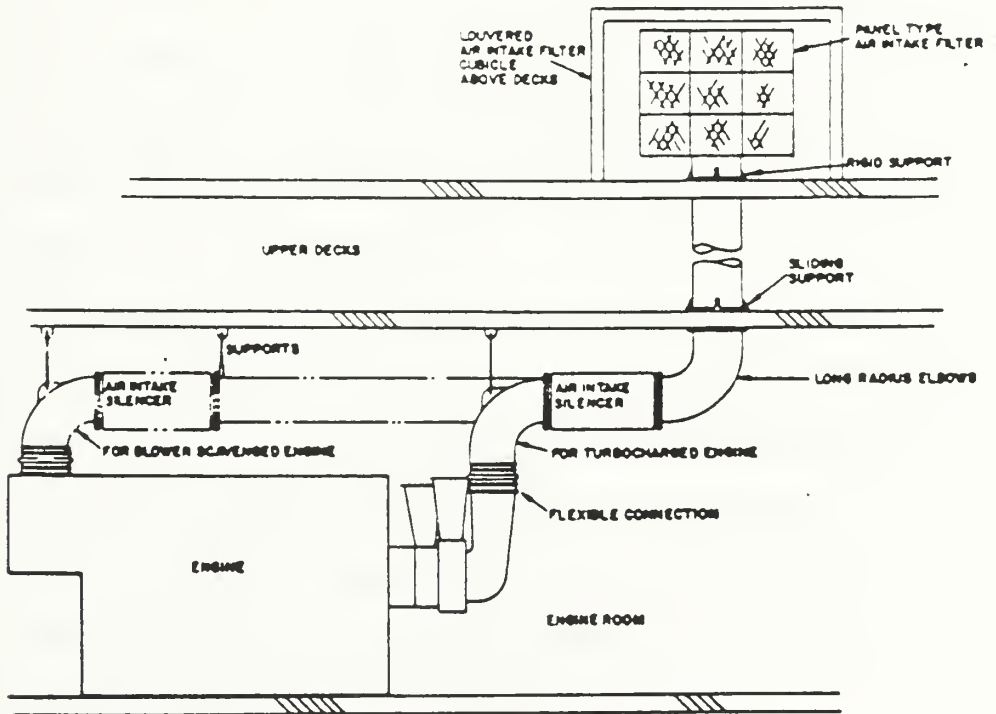 LOUVERED
AIR INTAKE FILTER
CUBICLE
ABOVE DECKS
PANEL TYPE
AIR INTAKE FILTER
RIGID SUPPORT
UPPER DECKS
SLIDING
SUPPORT
SUPPORTS
AIR INTAKE
SILENCER
AIR INTAKE
SILENCER
LONG RADIUS ELBOWS
FOR BLOWER SCAVENGED ENGINE
FOR TURBOCHARGED ENGINE
FLEXIBLE CONNECTION
ENGINE
ENGINE ROOM